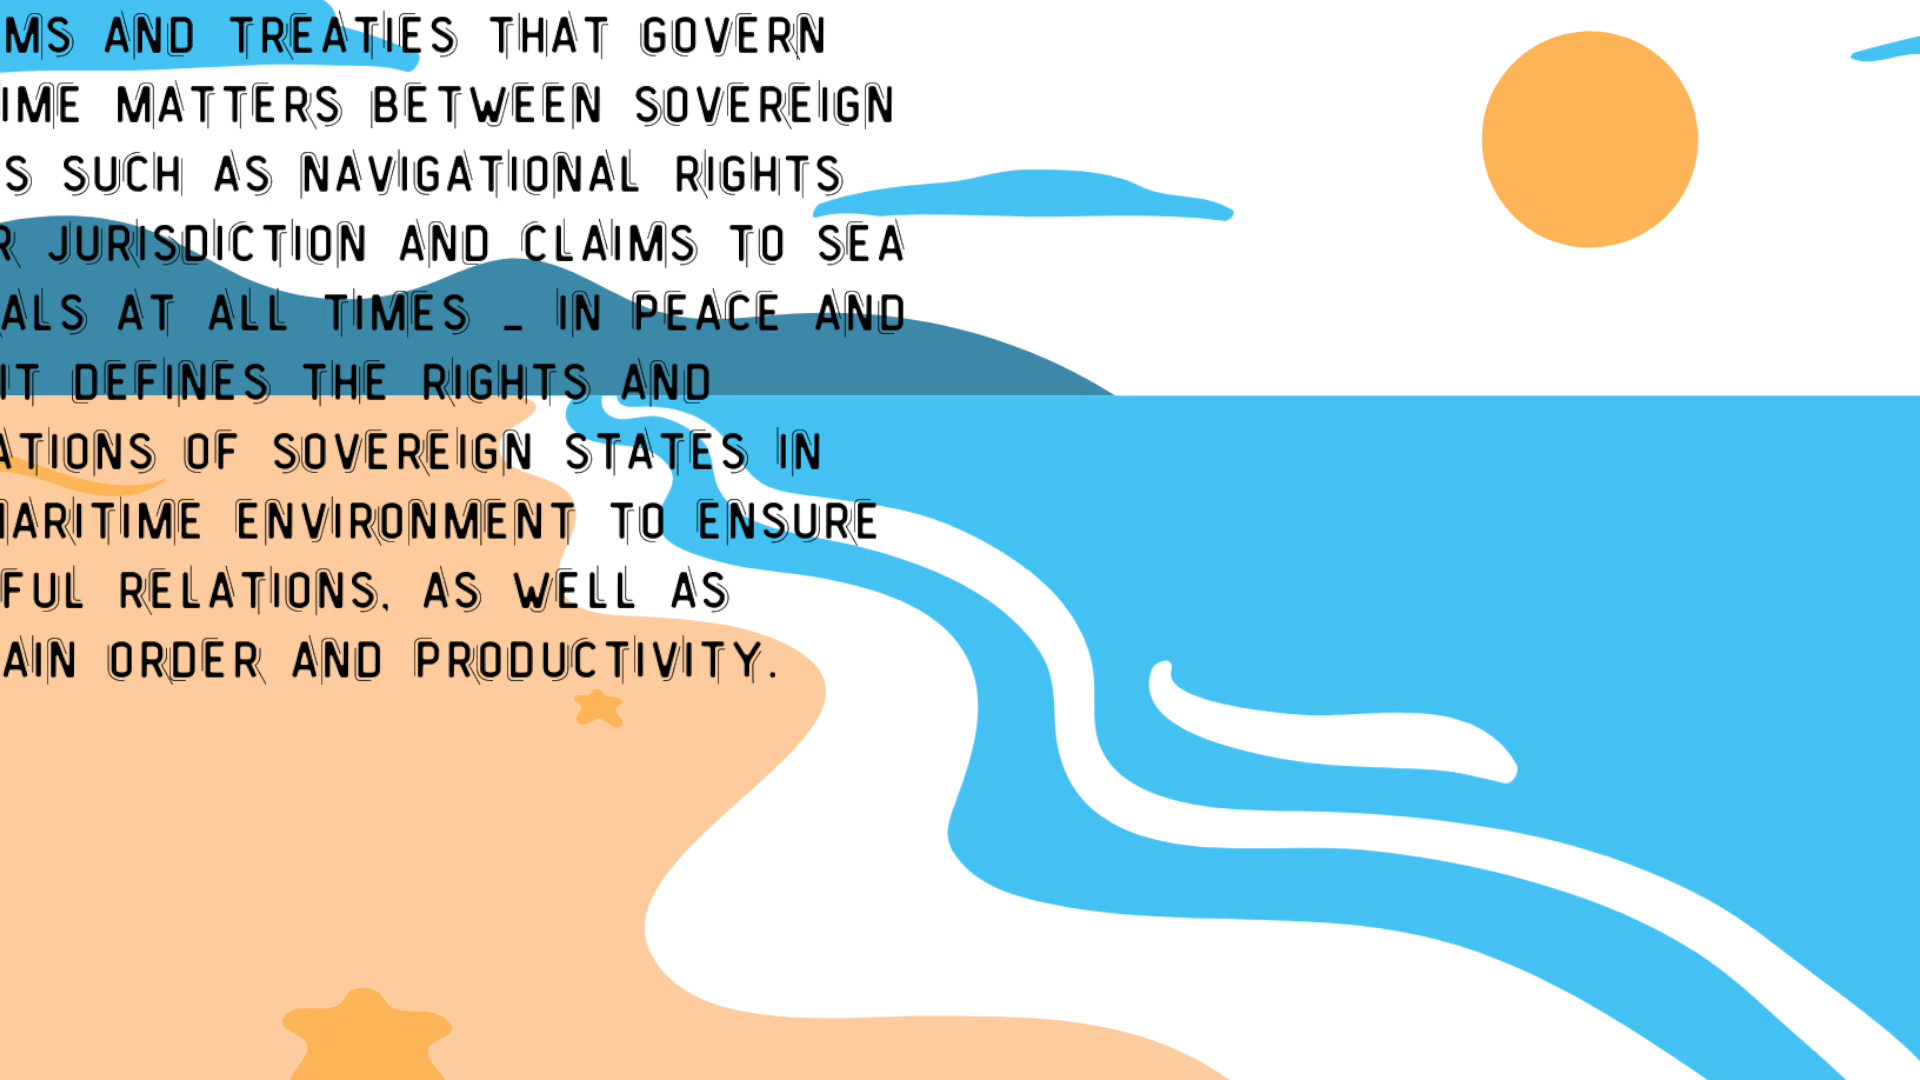 MS AND TREATIES THAT GOVERN
IME MATTERS BETWEEN SOVEREIGN
S SUCH AS NAVIGATIONAL RIGHTS
R JURISDICTION AND CLAIMS TO SEA
ALS AT ALL TIMES _ IN PEACE AND
IT DEFINES THE RIGHTS AND
ATIONS OF SOVEREIGN STATES IN
MARITIME ENVIRONMENT TO ENSURE
FUL RELATIONS, AS WELL AS
AIN ORDER AND PRODUCTIVITY.